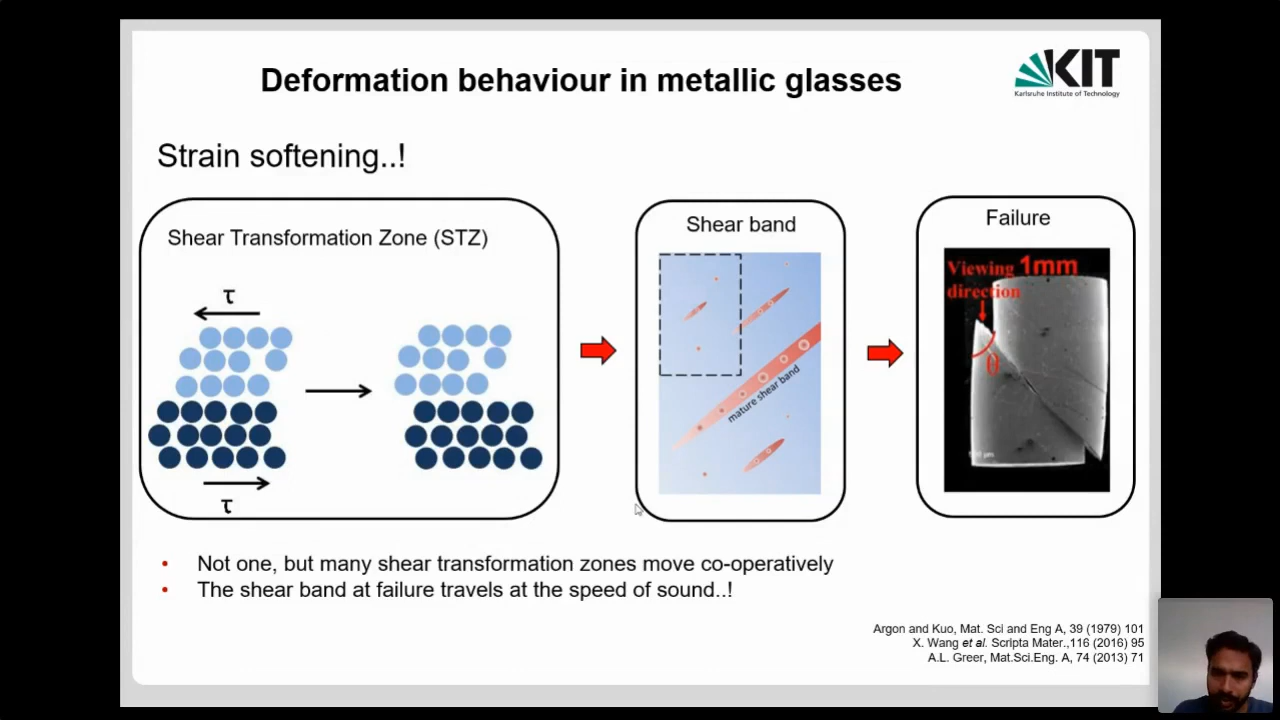 Deformation behaviour in metallic glasses
KIT
Karlsruhe Institute of Technology
Strain softening..!
Shear Transformation Zone (STZ)
τ
τ
Shear band
mature shear band
Failure
Viewing 1mm
direction
θ
Not one, but many shear transformation zones move co-operatively
The shear band at failure travels at the speed of sound..!
Argon and Kuo, Mat. Sci and Eng A, 39 (1979) 101
X. Wang et al. Scripta Mater.,116 (2016) 95
A.L. Greer, Mat.Sci.Eng. A, 74 (2013) 71